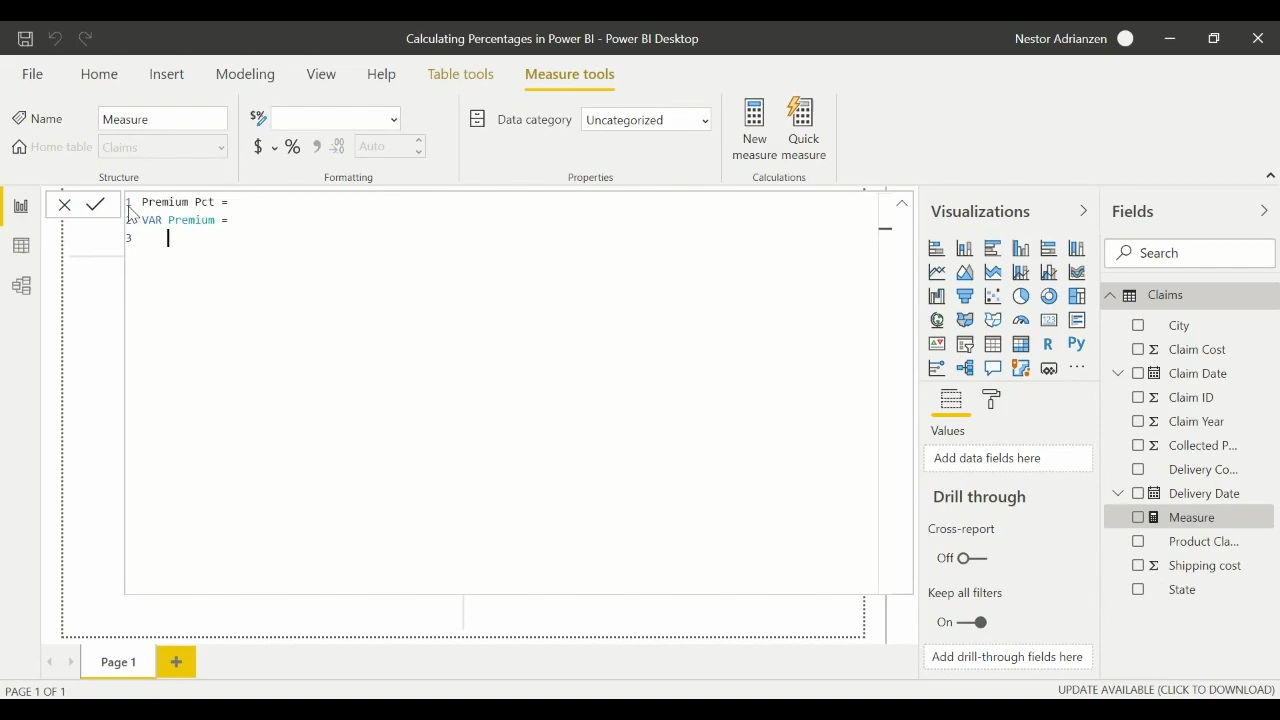 Calculating Percentages in Power BI - Power BI Desktop
Nestor Adrianzen
File
Home
Insert
Modeling
View
Help
Table tools
Measure tools
Name
Measure
Home table
Claims
Structure
$%
$
%
Auto
Formatting
Data category
Uncategorized
Properties
New measure
Quick measure
Calculations
1 Premium Pct =
2 VAR Premium =
3
Visualizations
123
R
Py
Values
Add data fields here
Drill through
Cross-report
Off
Keep all filters
On
Add drill-through fields here
Fields
Search
Claims
City
Claim Cost
Claim Date
Claim ID
Claim Year
Collected P...
Delivery Co...
Delivery Date
Measure
Product Cla...
Shipping cost
State
Page 1
PAGE 1 OF 1
UPDATE AVAILABLE (CLICK TO DOWNLOAD)